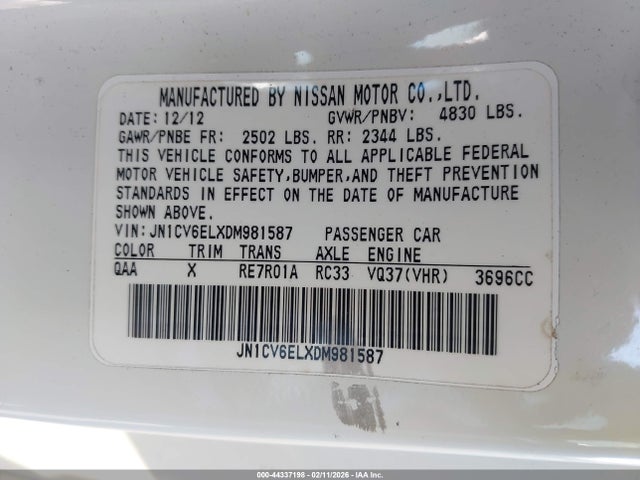 MANUFACTURED BY NISSAN MOTOR CO.,LTD.
DATE: 12/12 GVWR/PNBV: 4830 LBS.
GAWR/PNBE FR: 2502 LBS. RR: 2344 LBS.
THIS VEHICLE CONFORMS TO ALL APPLICABLE FEDERAL
MOTOR VEHICLE SAFETY,BUMPER,AND THEFT PREVENTION
STANDARDS IN EFFECT ON THE DATE OF MANUFACTURE
SHOWN ABOVE.
VIN:JN1CV6ELXDM981587 PASSENGER CAR
COLOR TRIM TRANS AXLE ENGINE
QAA X RE7R01A RC33 VQ37(VHR) 3696CC
JN1CV6ELXDM981587
000-44337198 - 02/11/2026 - Copyright © IAA, Inc.